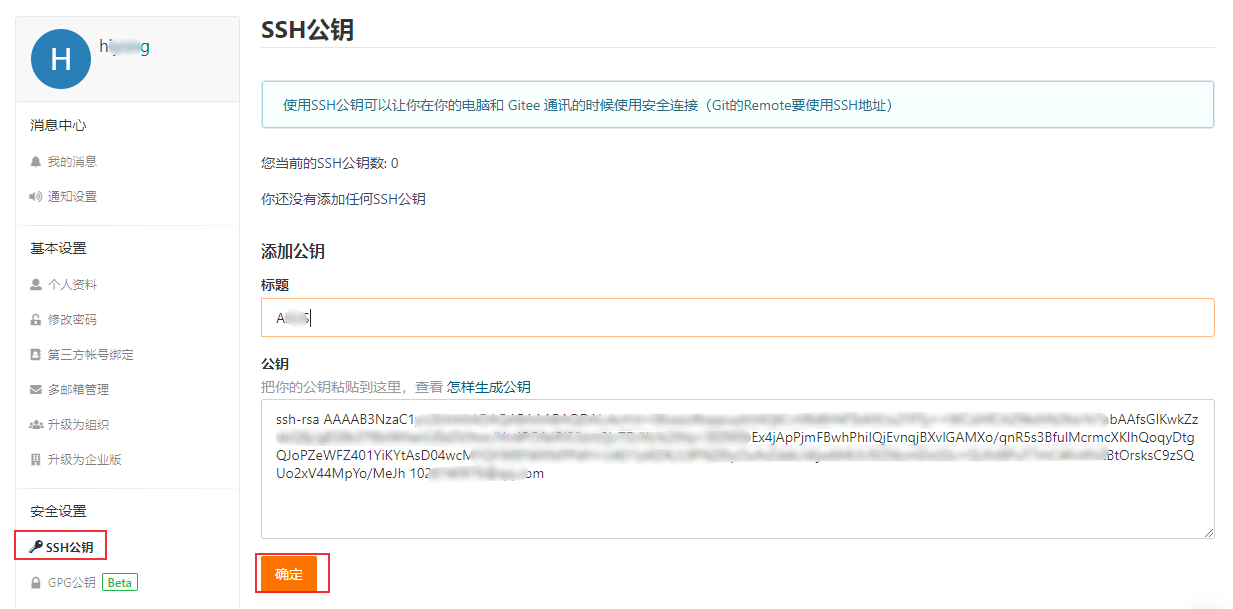 H
SSH公钥
使用SSH公钥可以让你在你的电脑和 Gitee 通讯的时候使用安全连接（Git的Remote要使用SSH地址）
消息中心
我的消息
通知设置
您当前的SSH公钥数: 0
你还没有添加任何SSH公钥
基本设置
个人资料
修改密码
第三方帐号绑定
多邮箱管理
升级为组织
升级为企业版
添加公钥
标题
公钥
把你的公钥粘贴到这里，查看 怎样生成公钥
ssh-rsa AAAAB3NzaC1 bAAfsGlKwkZz
Ex4jApPjmFBwhPhiIQjEvnqjBXvlGAMXo/qnR5s3BfuIMcrmcXKlhQoqyDtg
QJoPZeWFZ401YiKYtAsD04wcM BtOrsksC9zSQ
Uo2xV44MpYo/MeJh 102 om
安全设置
SSH公钥
GPG公钥 Beta
确定